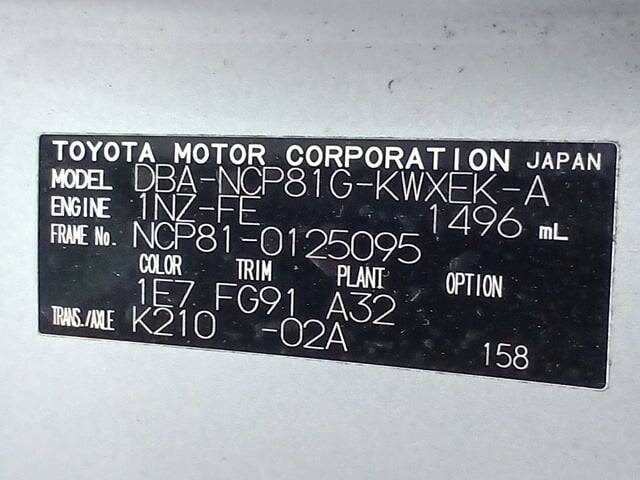 TOYOTA MOTOR CORPORATION JAPAN
MODEL DBA-NCP81G-KWXEK-A
ENGINE 1NZ-FE 1496 mL
FRAME No. NCP81-0125095
COLOR TRIM PLANT OPTION
1E7 FG91 A32
TRANS./AXLE K210 -02A
158